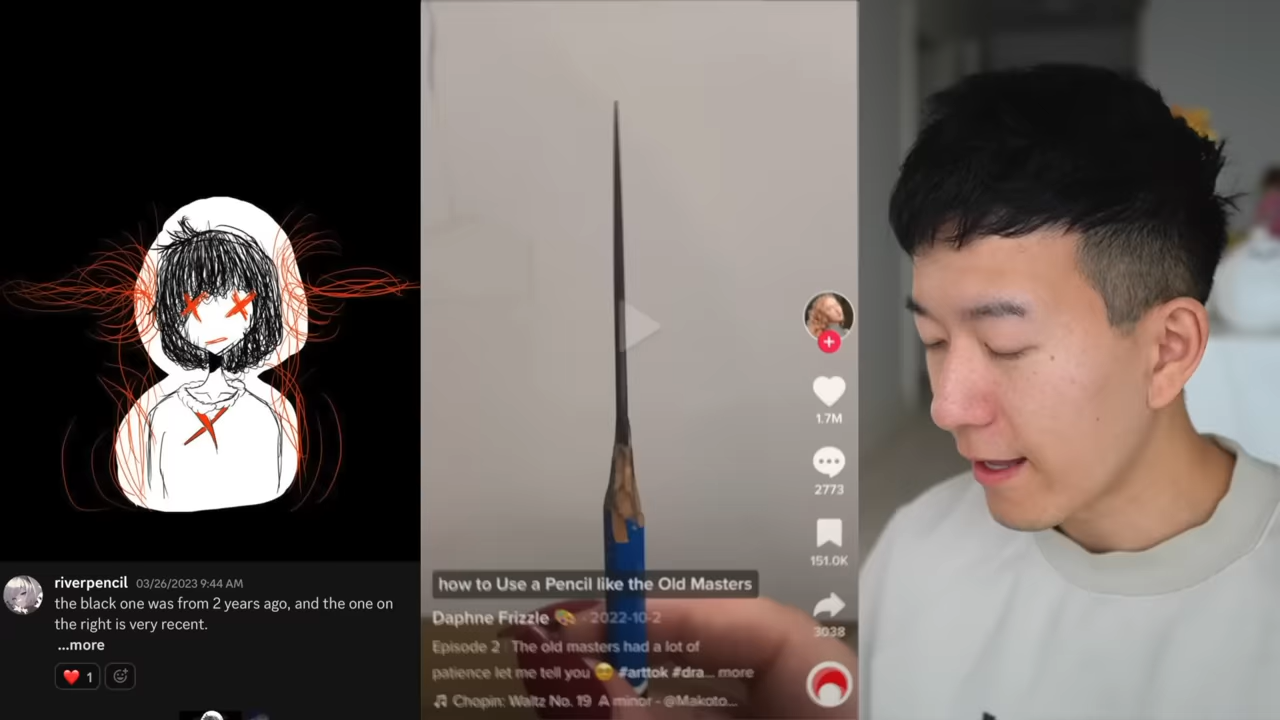 riverpencil 03/26/2023 9:44 AM
the black one was from 2 years ago, and the one on
the right is very recent.
...more
1
1.7M
2773
151.0K
3038
how to Use a Pencil like the Old Masters
Daphne Frizzle · 2022-10-2
Episode 2 The old masters had a lot of
patience let me tell you 😌 #arttok #dra... more
Chopin: Waltz No. 19 A minor - @Makoto...